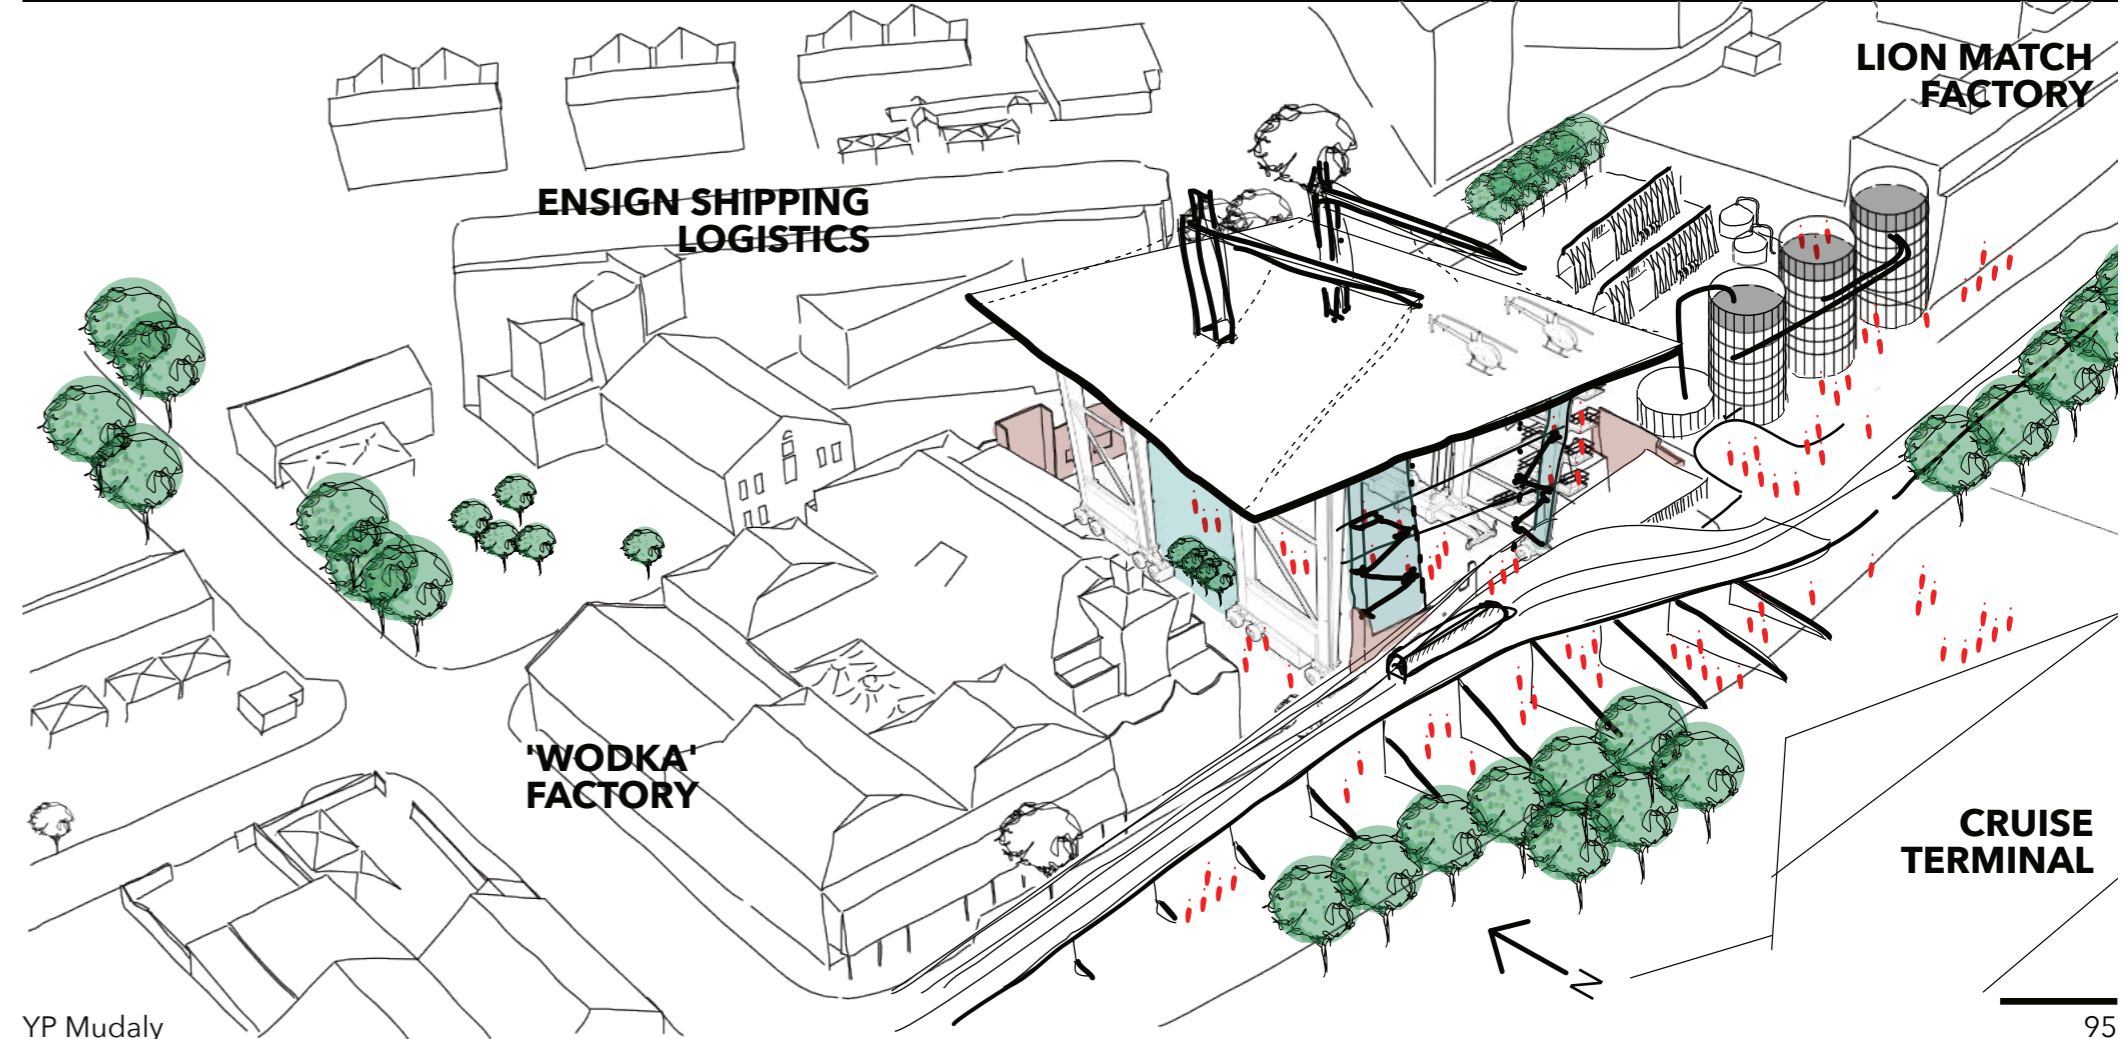 LION MATCH
FACTORY
ENSIGN SHIPPING
LOGISTICS
'WODKA'
FACTORY
CRUISE
TERMINAL
N
YP Mudaly
95